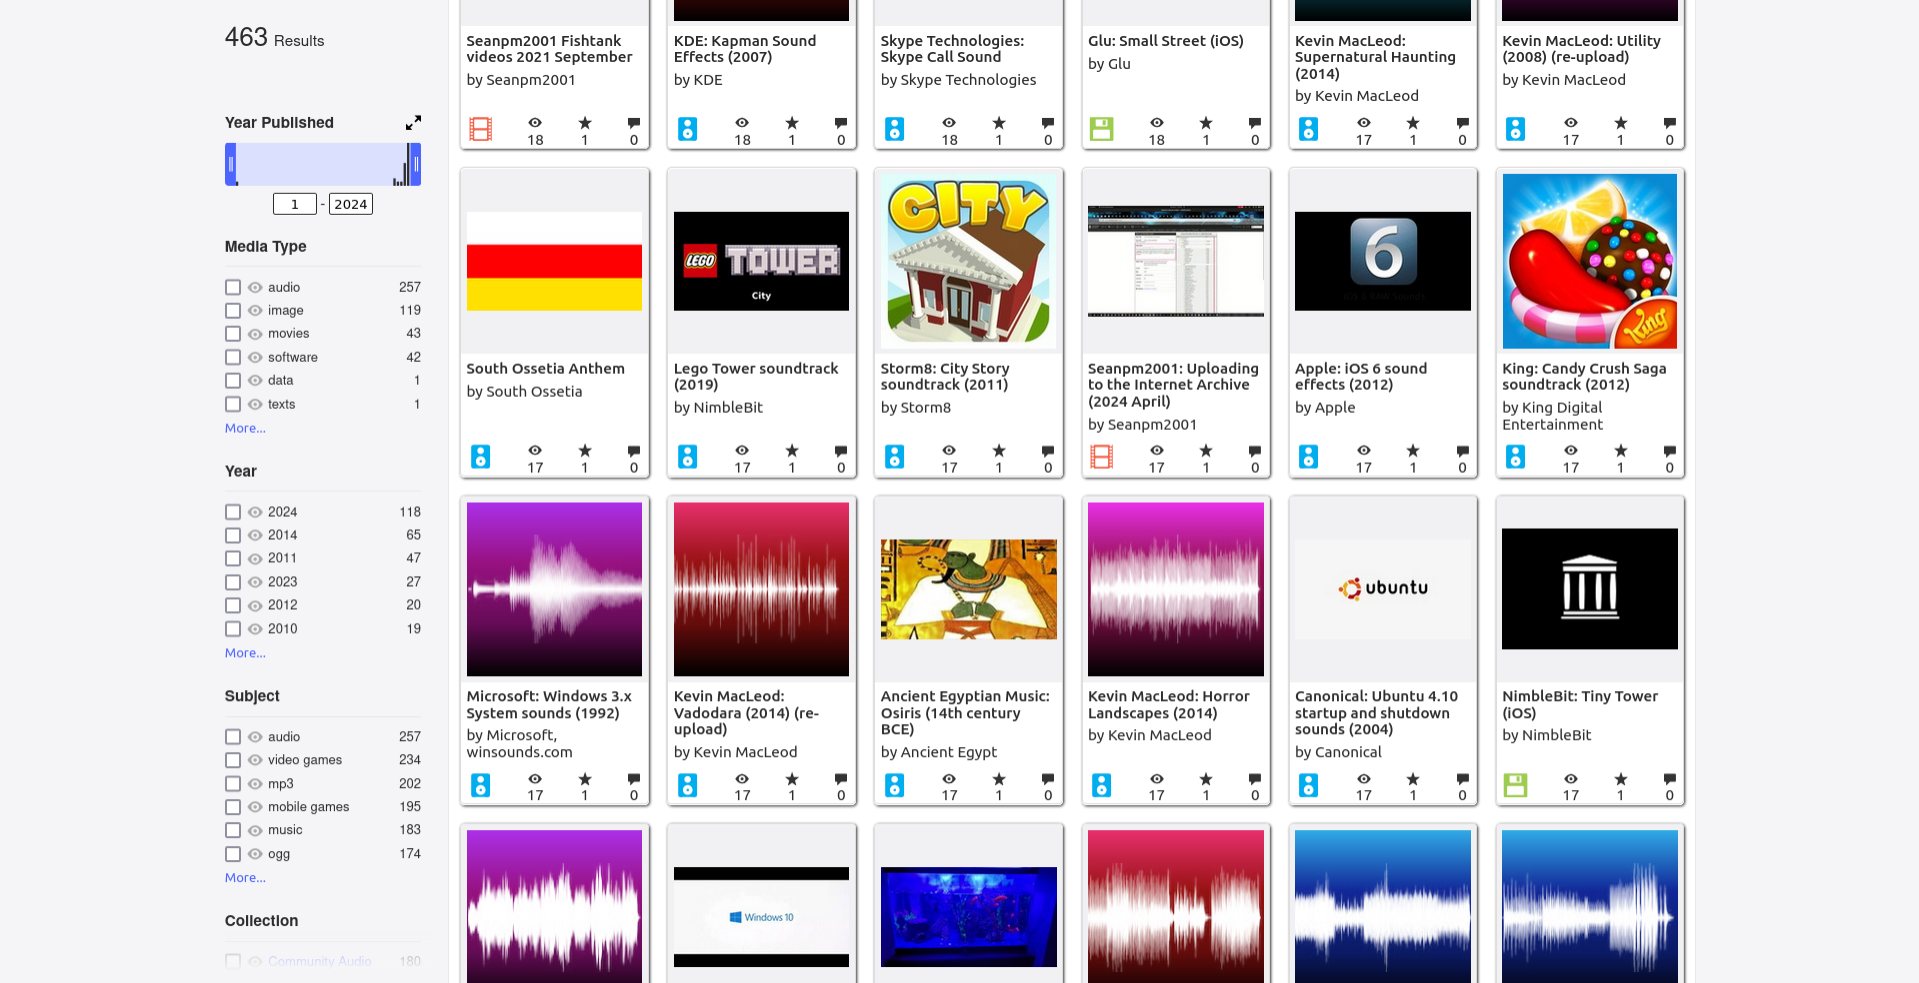 463 Results
Year Published
1 - 2024
Media Type
audio 257
image 119
movies 43
software 42
data 1
texts 1
More...
Year
2024 118
2014 65
2011 47
2023 27
2012 20
2010 19
More...
Subject
audio 257
video games 234
mp3 202
mobile games 195
music 183
ogg 174
More...
Collection
Community Audio 180
Seanpm2001 Fishtank
videos 2021 September
by Seanpm2001
18 1 0
KDE: Kapman Sound
Effects (2007)
by KDE
18 1 0
Skype Technologies:
Skype Call Sound
by Skype Technologies
18 1 0
Glu: Small Street (iOS)
by Glu
18 1 0
Kevin MacLeod:
Supernatural Haunting
(2014)
by Kevin MacLeod
17 1 0
Kevin MacLeod: Utility
(2008) (re-upload)
by Kevin MacLeod
17 1 0
South Ossetia Anthem
by South Ossetia
17 1 0
LEGO TOWER
City
Lego Tower soundtrack
(2019)
by NimbleBit
17 1 0
CITY
Storm8: City Story
soundtrack (2011)
by Storm8
17 1 0
Seanpm2001: Uploading
to the Internet Archive
(2024 April)
by Seanpm2001
17 1 0
6
Apple: iOS 6 sound
effects (2012)
by Apple
17 1 0
King
King: Candy Crush Saga
soundtrack (2012)
by King Digital
Entertainment
17 1 0
Microsoft: Windows 3.x
System sounds (1992)
by Microsoft,
winsounds.com
17 1 0
Kevin MacLeod:
Vadodara (2014) (re-
upload)
by Kevin MacLeod
17 1 0
Ancient Egyptian Music:
Osiris (14th century
BCE)
by Ancient Egypt
17 1 0
Kevin MacLeod: Horror
Landscapes (2014)
by Kevin MacLeod
17 1 0
ubuntu
Canonical: Ubuntu 4.10
startup and shutdown
sounds (2004)
by Canonical
17 1 0
NimbleBit: Tiny Tower
(iOS)
by NimbleBit
17 1 0
Windows 10